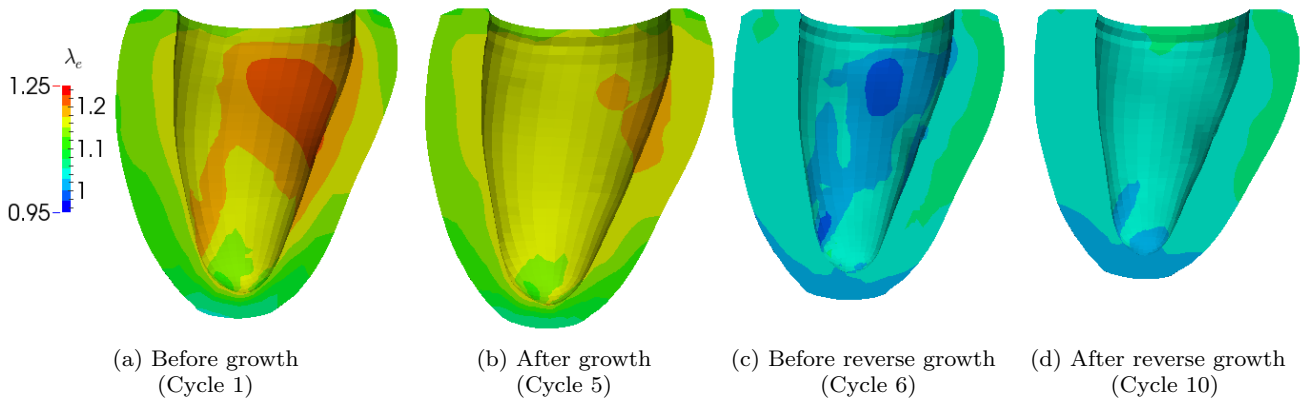 λe
1.25
1.2
1.1
1
0.95
(a) Before growth
(Cycle 1)
(b) After growth
(Cycle 5)
(c) Before reverse growth
(Cycle 6)
(d) After reverse growth
(Cycle 10)